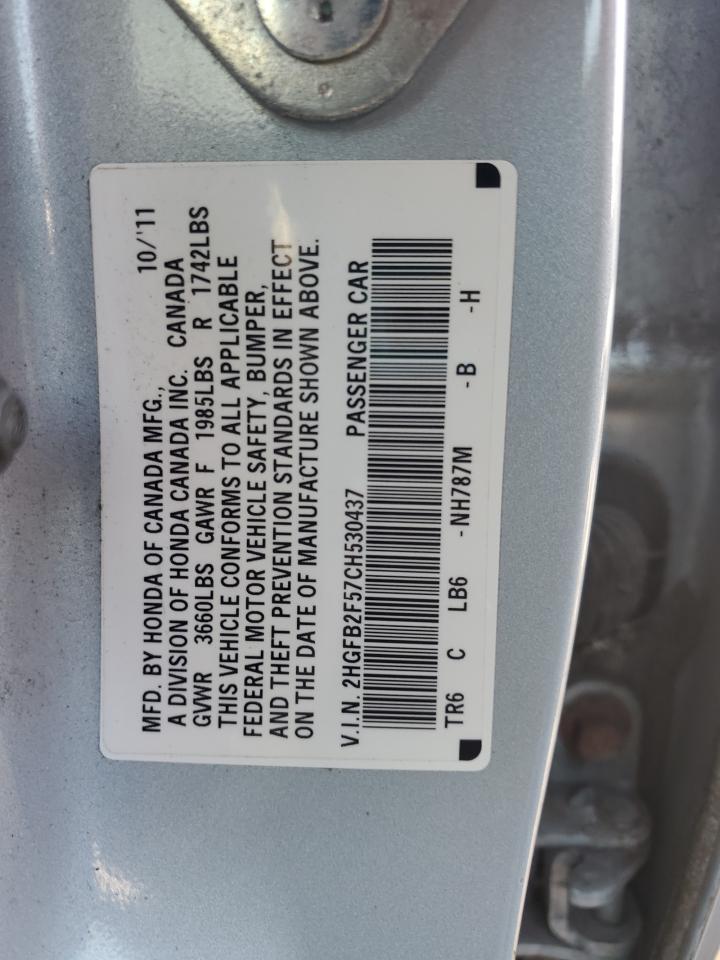 MFD. BY HONDA OF CANADA MFG., 10/'11
A DIVISION OF HONDA CANADA INC. CANADA
GVWR 3660LBS GAWR F 1985LBS R 1742LBS
THIS VEHICLE CONFORMS TO ALL APPLICABLE
FEDERAL MOTOR VEHICLE SAFETY, BUMPER,
AND THEFT PREVENTION STANDARDS IN EFFECT
ON THE DATE OF MANUFACTURE SHOWN ABOVE.
V.I.N. 2HGFB2F57CH530437 PASSENGER CAR
TR6 C LB6 -NH787M -B -H